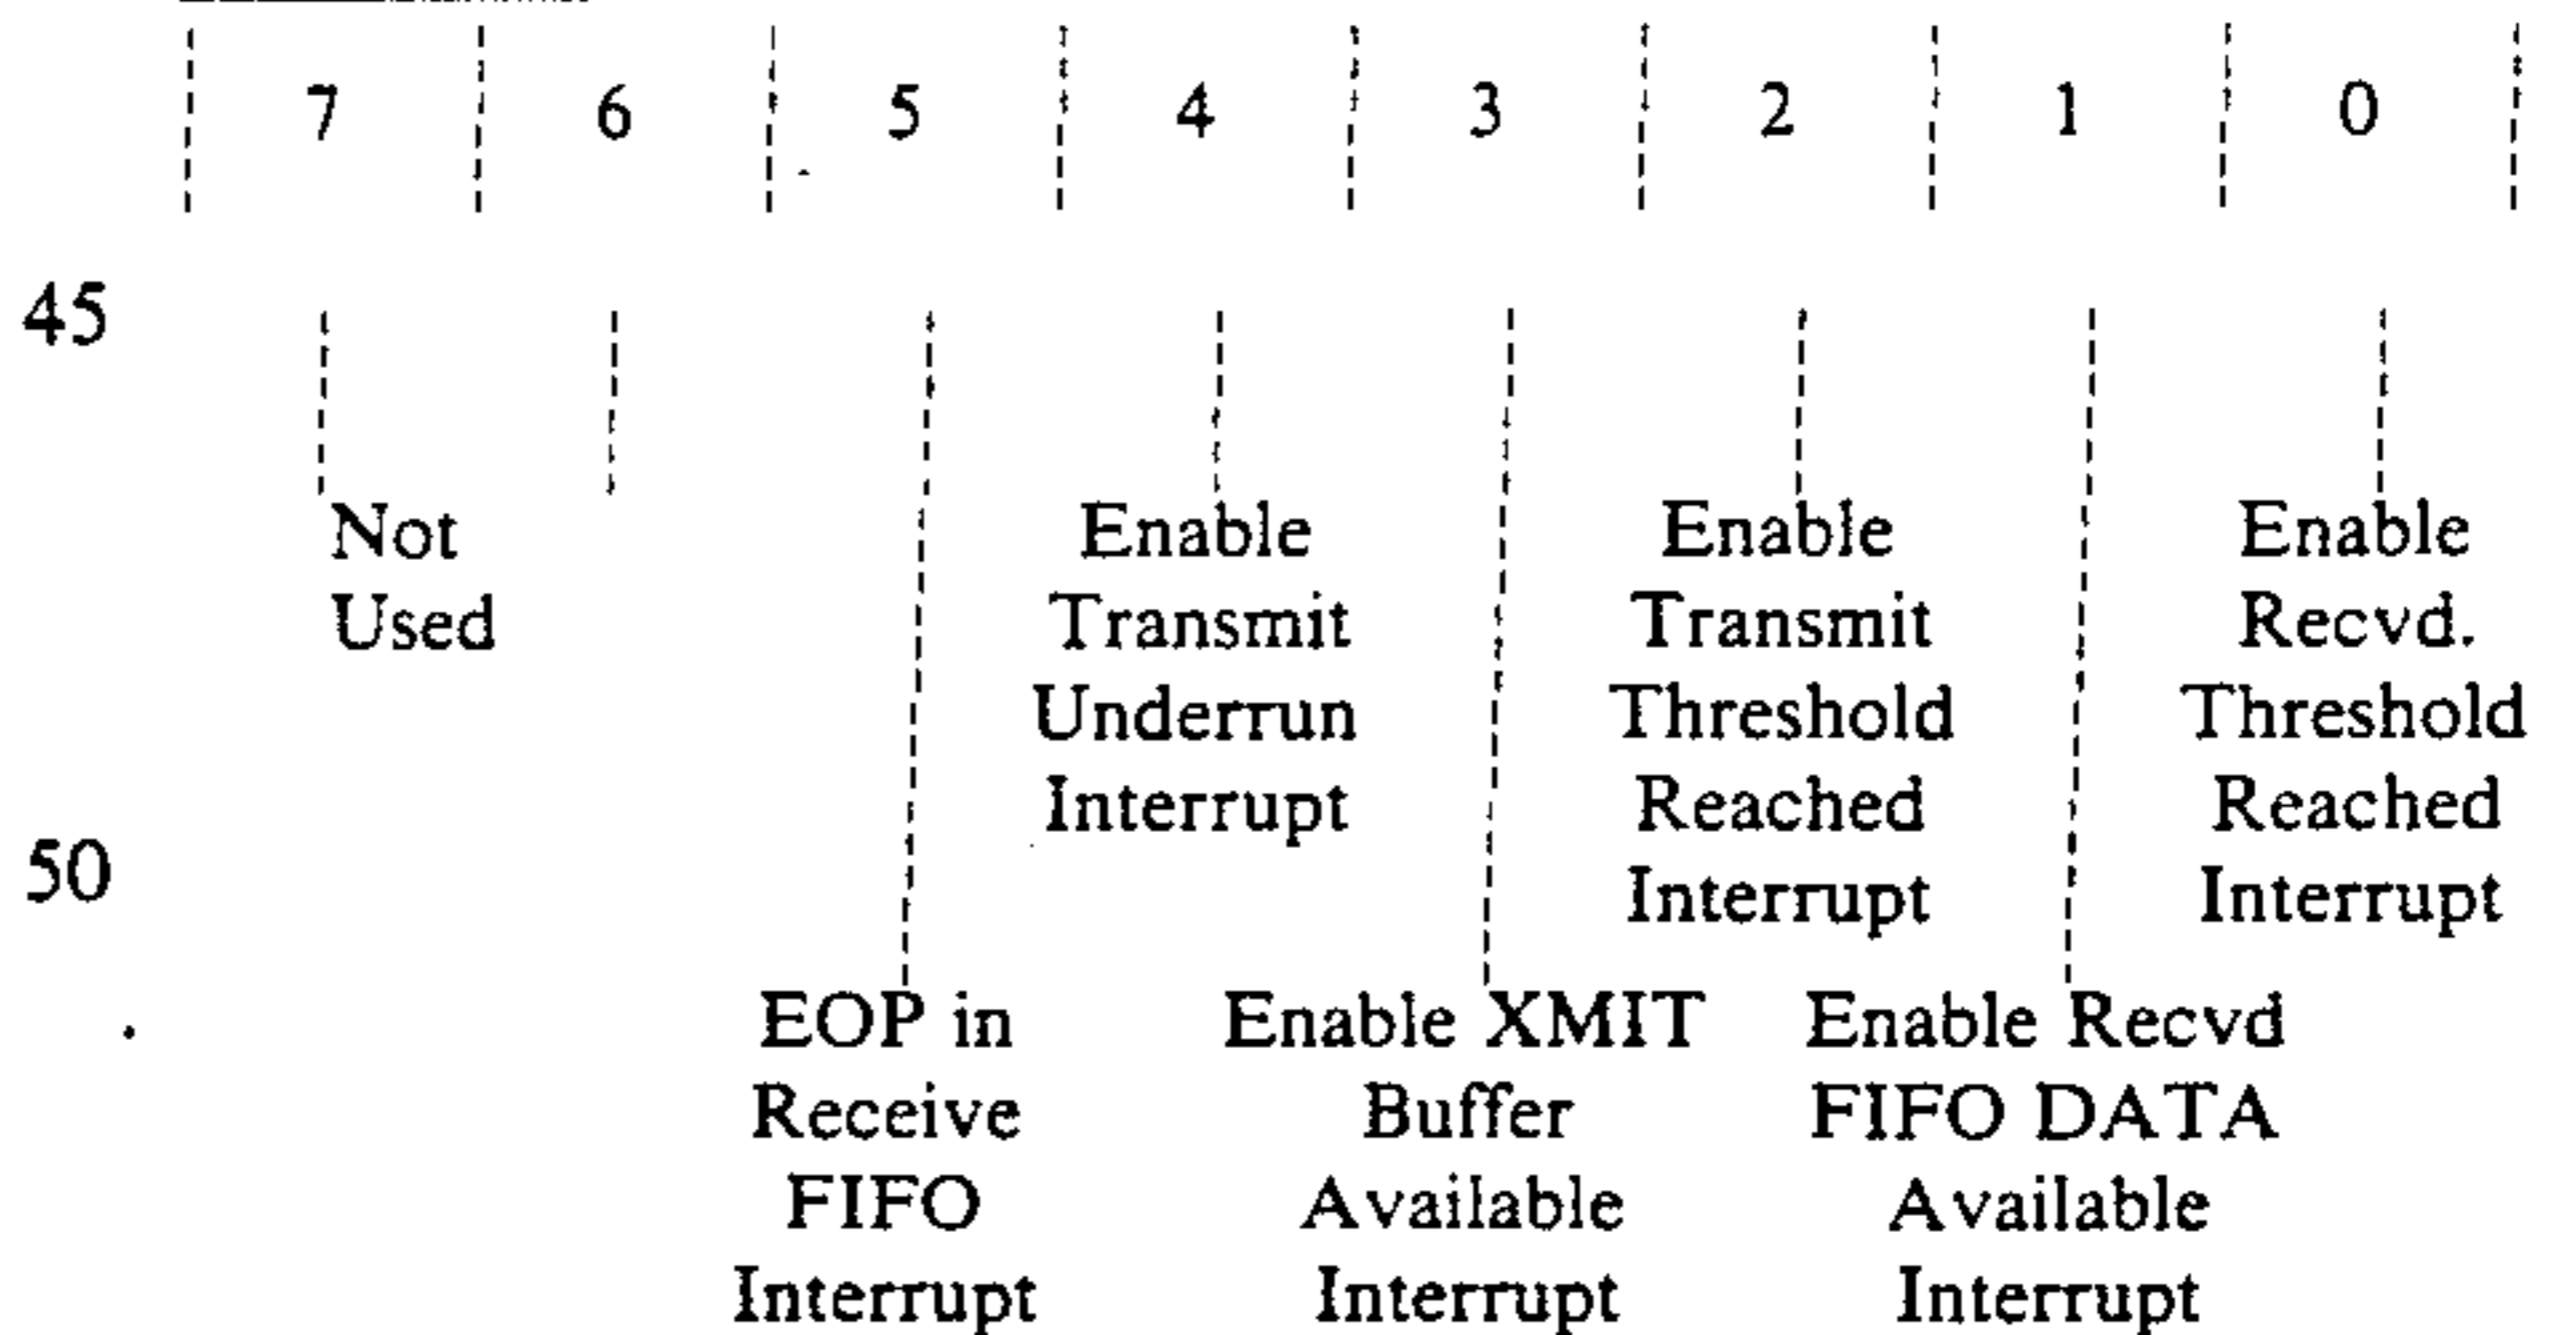 7 6 5 4 3 2 1 0
45
Not Enable Enable Enable
Used Transmit Transmit Recvd.
Underrun Threshold Threshold
Interrupt Reached Reached
50
Interrupt Interrupt
EOP in Enable XMIT Enable Recvd
Receive Buffer FIFO DATA
FIFO Available Available
Interrupt Interrupt Interrupt